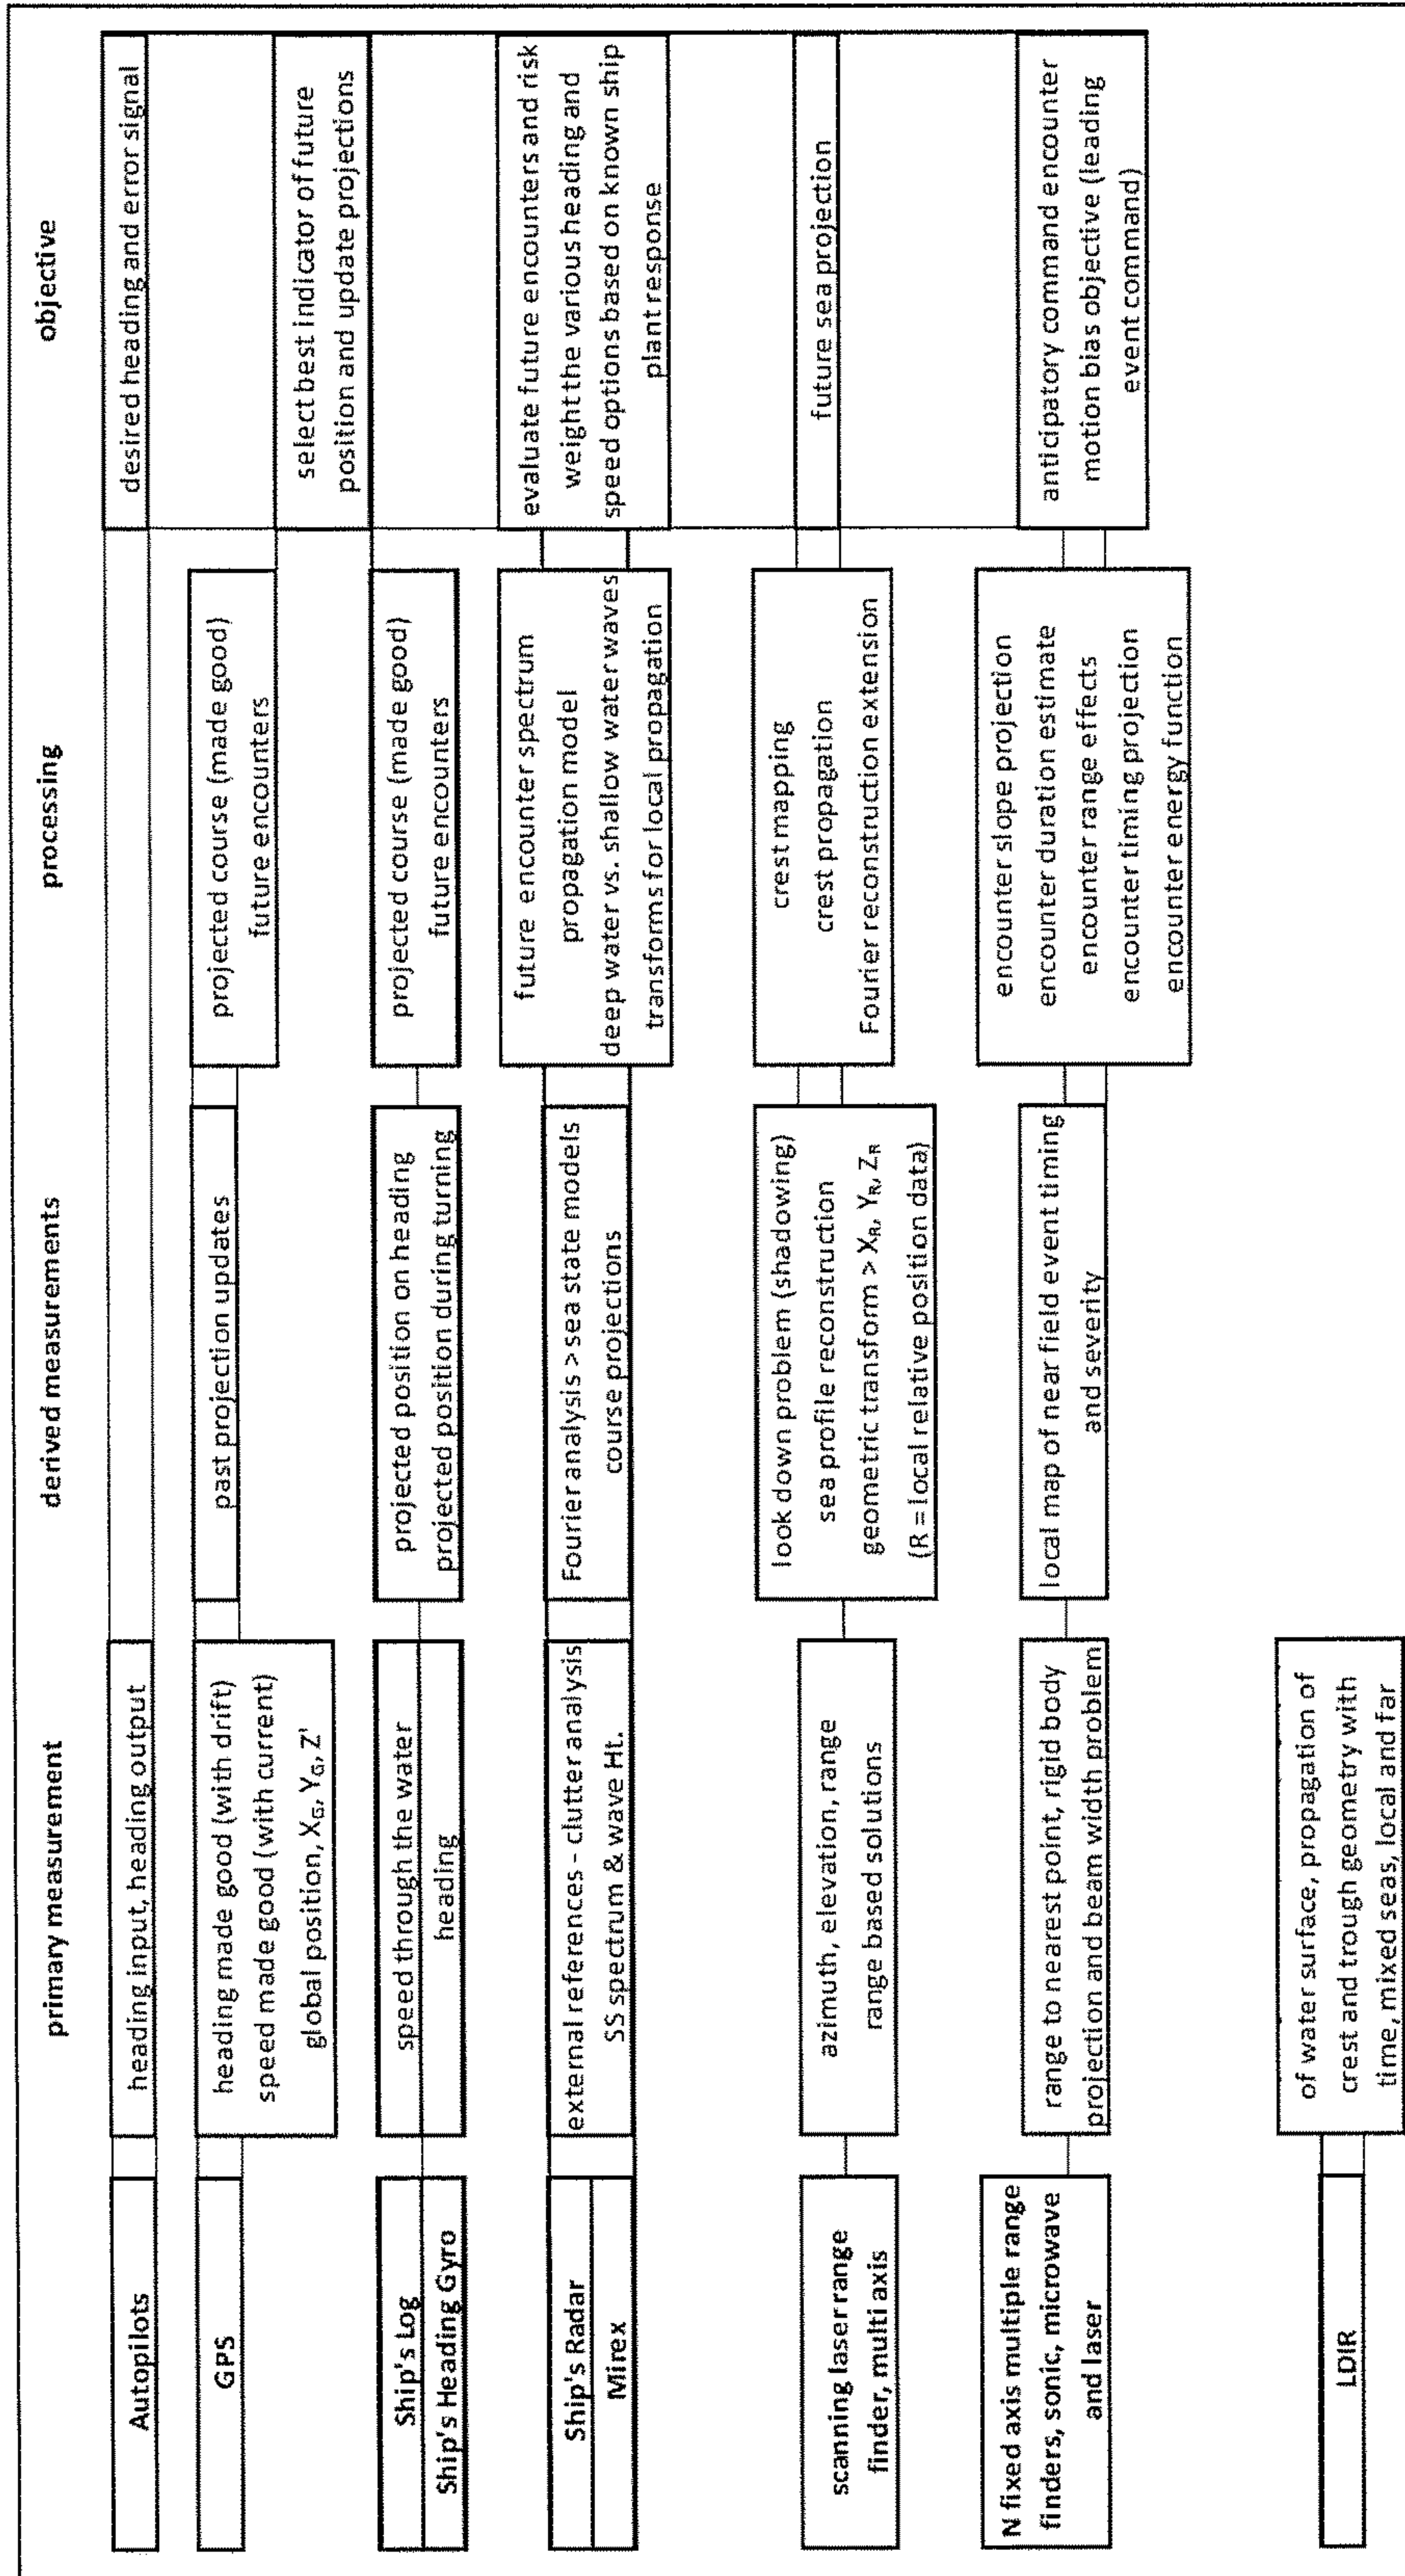 primary measurement
derived measurements
processing
objective
Autopilots
heading input, heading output
desired heading and error signal
GPS
heading made good (with drift)
speed made good (with current)
global position, X_G, Y_G, Z'
past projection updates
projected course (made good)
future encounters
select best indicator of future
position and update projections
Ship's Log
Ship's Heading Gyro
speed through the water
heading
projected position on heading
projected position during turning
projected course (made good)
future encounters
Ship's Radar
Mirex
external references - clutter analysis
SS spectrum & wave Ht.
Fourier analysis > sea state models
course projections
future encounter spectrum
propagation model
deep water vs. shallow water waves
transforms for local propagation
evaluate future encounters and risk
weight the various heading and
speed options based on known ship
plant response
scanning laser range
finder, multi axis
azimuth, elevation, range
range based solutions
look down problem (shadowing)
sea profile reconstruction
geometric transform > X_R, Y_R, Z_R
(R = local relative position data)
crest mapping
crest propagation
Fourier reconstruction extension
future sea projection
N fixed axis multiple range
finders, sonic, microwave
and laser
range to nearest point, rigid body
projection and beam width problem
local map of near field event timing
and severity
encounter slope projection
encounter duration estimate
encounter range effects
encounter timing projection
encounter energy function
anticipatory command encounter
motion bias objective (leading
event command)
LDIR
of water surface, propagation of
crest and trough geometry with
time, mixed seas, local and far